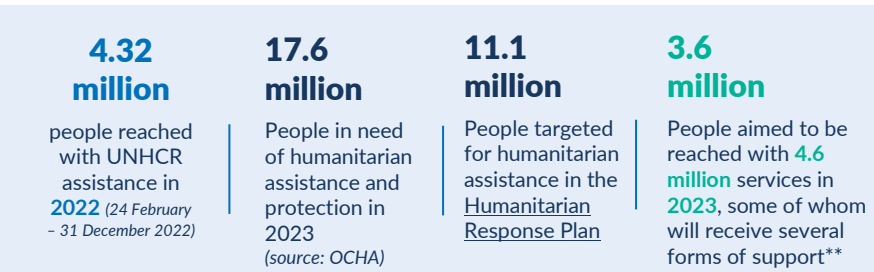 4.32
million
people reached
with UNHCR
assistance in
2022 (24 February
– 31 December 2022)
17.6
million
People in need
of humanitarian
assistance and
protection in
2023
(source: OCHA)
11.1
million
People targeted
for humanitarian
assistance in the
Humanitarian
Response Plan
3.6
million
People aimed to be
reached with 4.6
million services in
2023, some of whom
will receive several
forms of support**